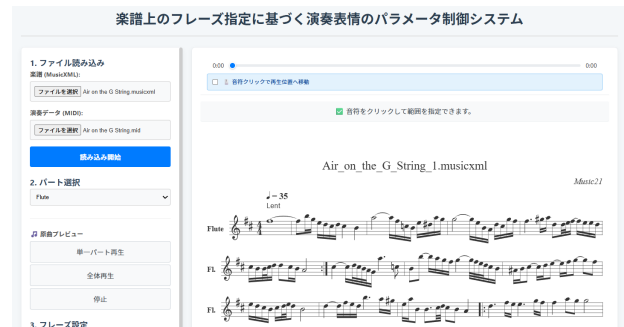 楽譜上のフレーズ指定に基づく演奏表情のパラメータ制御システム
1. ファイル読み込み
楽譜 (MusicXML):
ファイルを選択 Air on the G String.musicxml
演奏データ (MIDI):
ファイルを選択 Air on the G String.mid
読み込み開始
2. パート選択
Flute
🎵 原曲プレビュー
単一パート再生
全体再生
停止
3. フレーズ設定
0:00 0:00
音符クリックで再生位置へ移動
✅ 音符をクリックして範囲を指定できます。
Air_on_the_G_String_1.musicxml
Music21
♩= 35
Lent
Flute
Fl.
Fl.